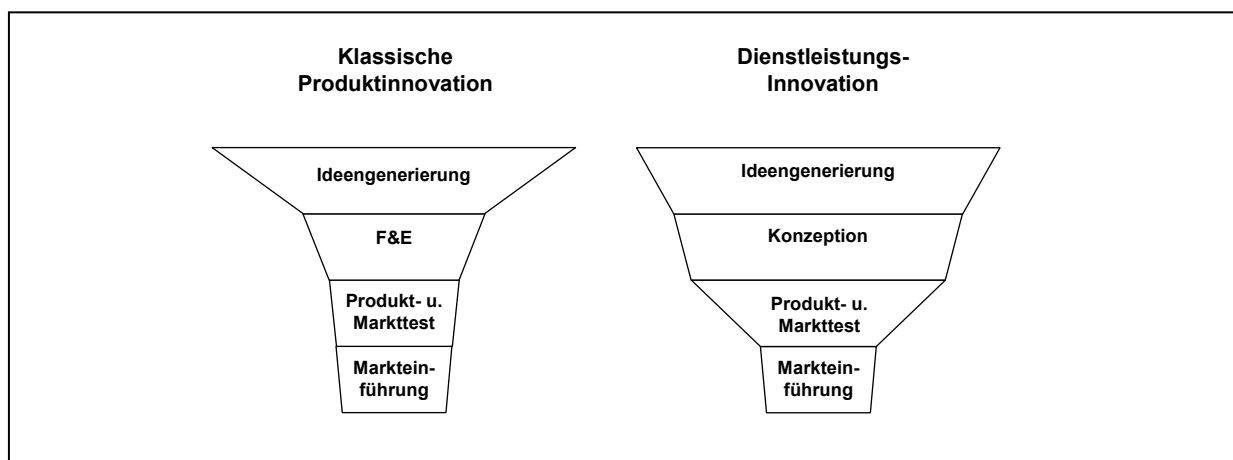 Klassische
Produktinnovation
Ideengenerierung
F&E
Produkt- u.
Markttest
Marktein-
führung
Dienstleistungs-
Innovation
Ideengenerierung
Konzeption
Produkt- u.
Markttest
Marktein-
führung